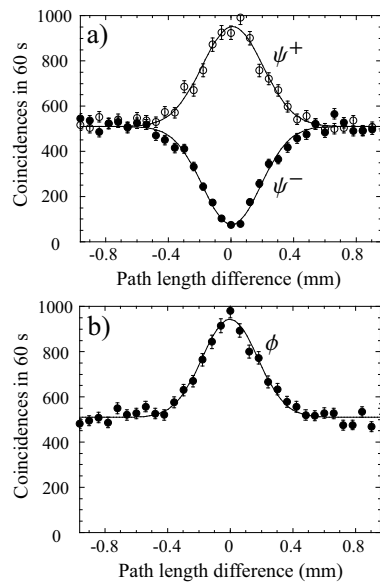 a)
ψ⁺
ψ⁻
Coincidences in 60 s
1000
800
600
400
200
0
-0.8
-0.4
0
0.4
0.8
Path length difference (mm)
b)
ϕ
Coincidences in 60 s
1000
800
600
400
200
0
-0.8
-0.4
0
0.4
0.8
Path length difference (mm)